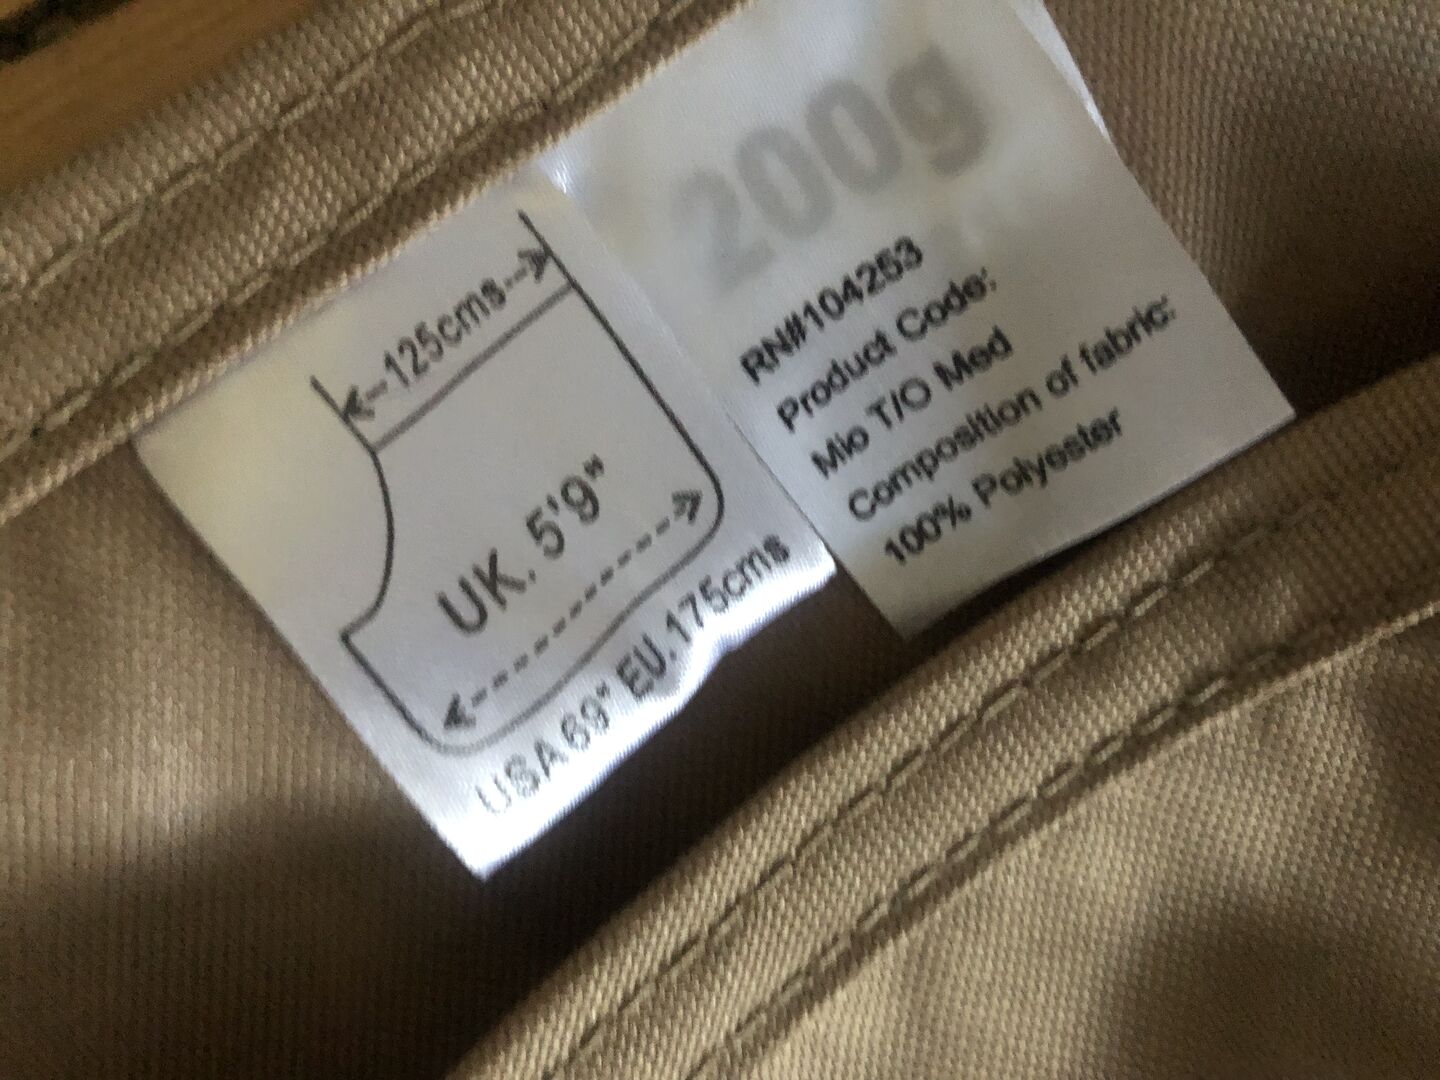 125cms
UK. 5'9"
USA 69" EU. 175cms
200g
RN#104253
Product Code:
Mio T/O Med
Composition of fabric:
100% Polyester